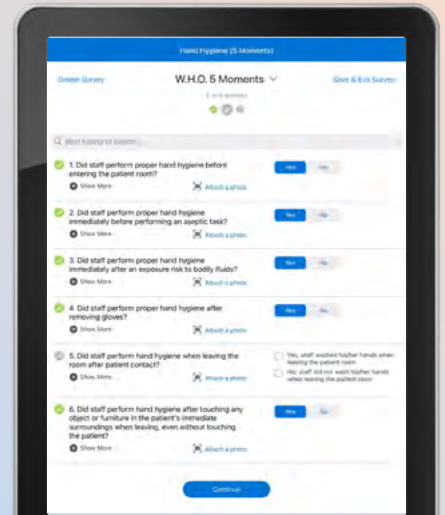 Hand Hygiene (5 Moments)
Delete Survey
W.H.O. 5 Moments
Save & Exit Survey
Start typing to search...
1. Did staff perform proper hand hygiene before
entering the patient room?
Yes
No
Show More
Attach a photo
2. Did staff perform proper hand hygiene
immediately before performing an aseptic task?
Yes
No
Show More
Attach a photo
3. Did staff perform proper hand hygiene
immediately after an exposure risk to bodily fluids?
Yes
No
Show More
Attach a photo
4. Did staff perform proper hand hygiene after
removing gloves?
Yes
No
Show More
Attach a photo
5. Did staff perform hand hygiene when leaving the
room after patient contact?
Yes, staff washed his/her hands when
leaving the patient room
No, staff did not wash his/her hands
when leaving the patient room
Show More
Attach a photo
6. Did staff perform hand hygiene after touching any
object or furniture in the patient's immediate
surroundings when leaving, even without touching
the patient?
Yes
No
Show More
Attach a photo
Continue